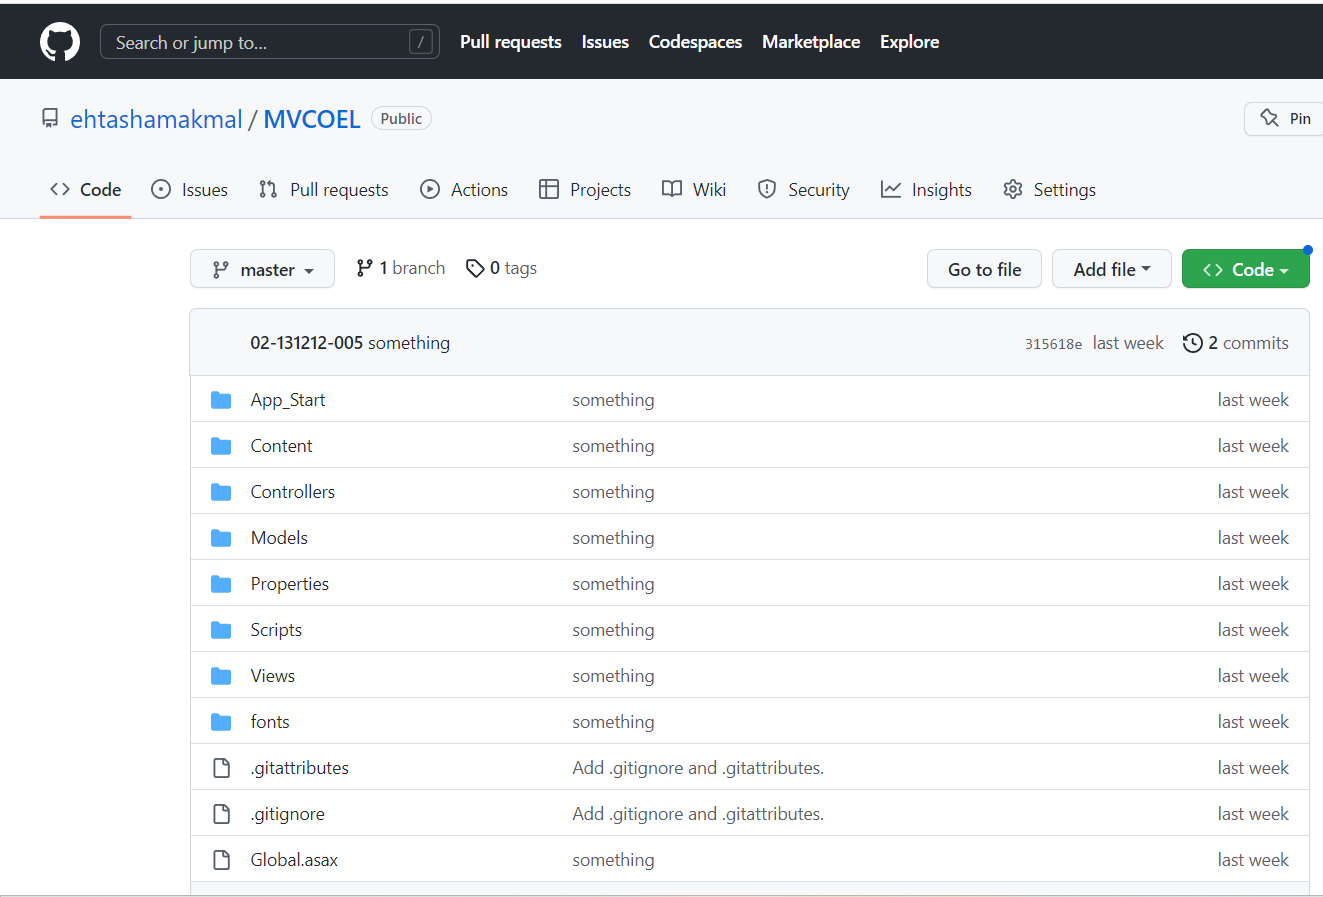 Search or jump to... / Pull requests Issues Codespaces Marketplace Explore
ehtashamakmal / MVCOEL Public Pin
Code Issues Pull requests Actions Projects Wiki Security Insights Settings
master 1 branch 0 tags Go to file Add file Code
02-131212-005 something 315618e last week 2 commits
App_Start something last week
Content something last week
Controllers something last week
Models something last week
Properties something last week
Scripts something last week
Views something last week
fonts something last week
.gitattributes Add .gitignore and .gitattributes. last week
.gitignore Add .gitignore and .gitattributes. last week
Global.asax something last week